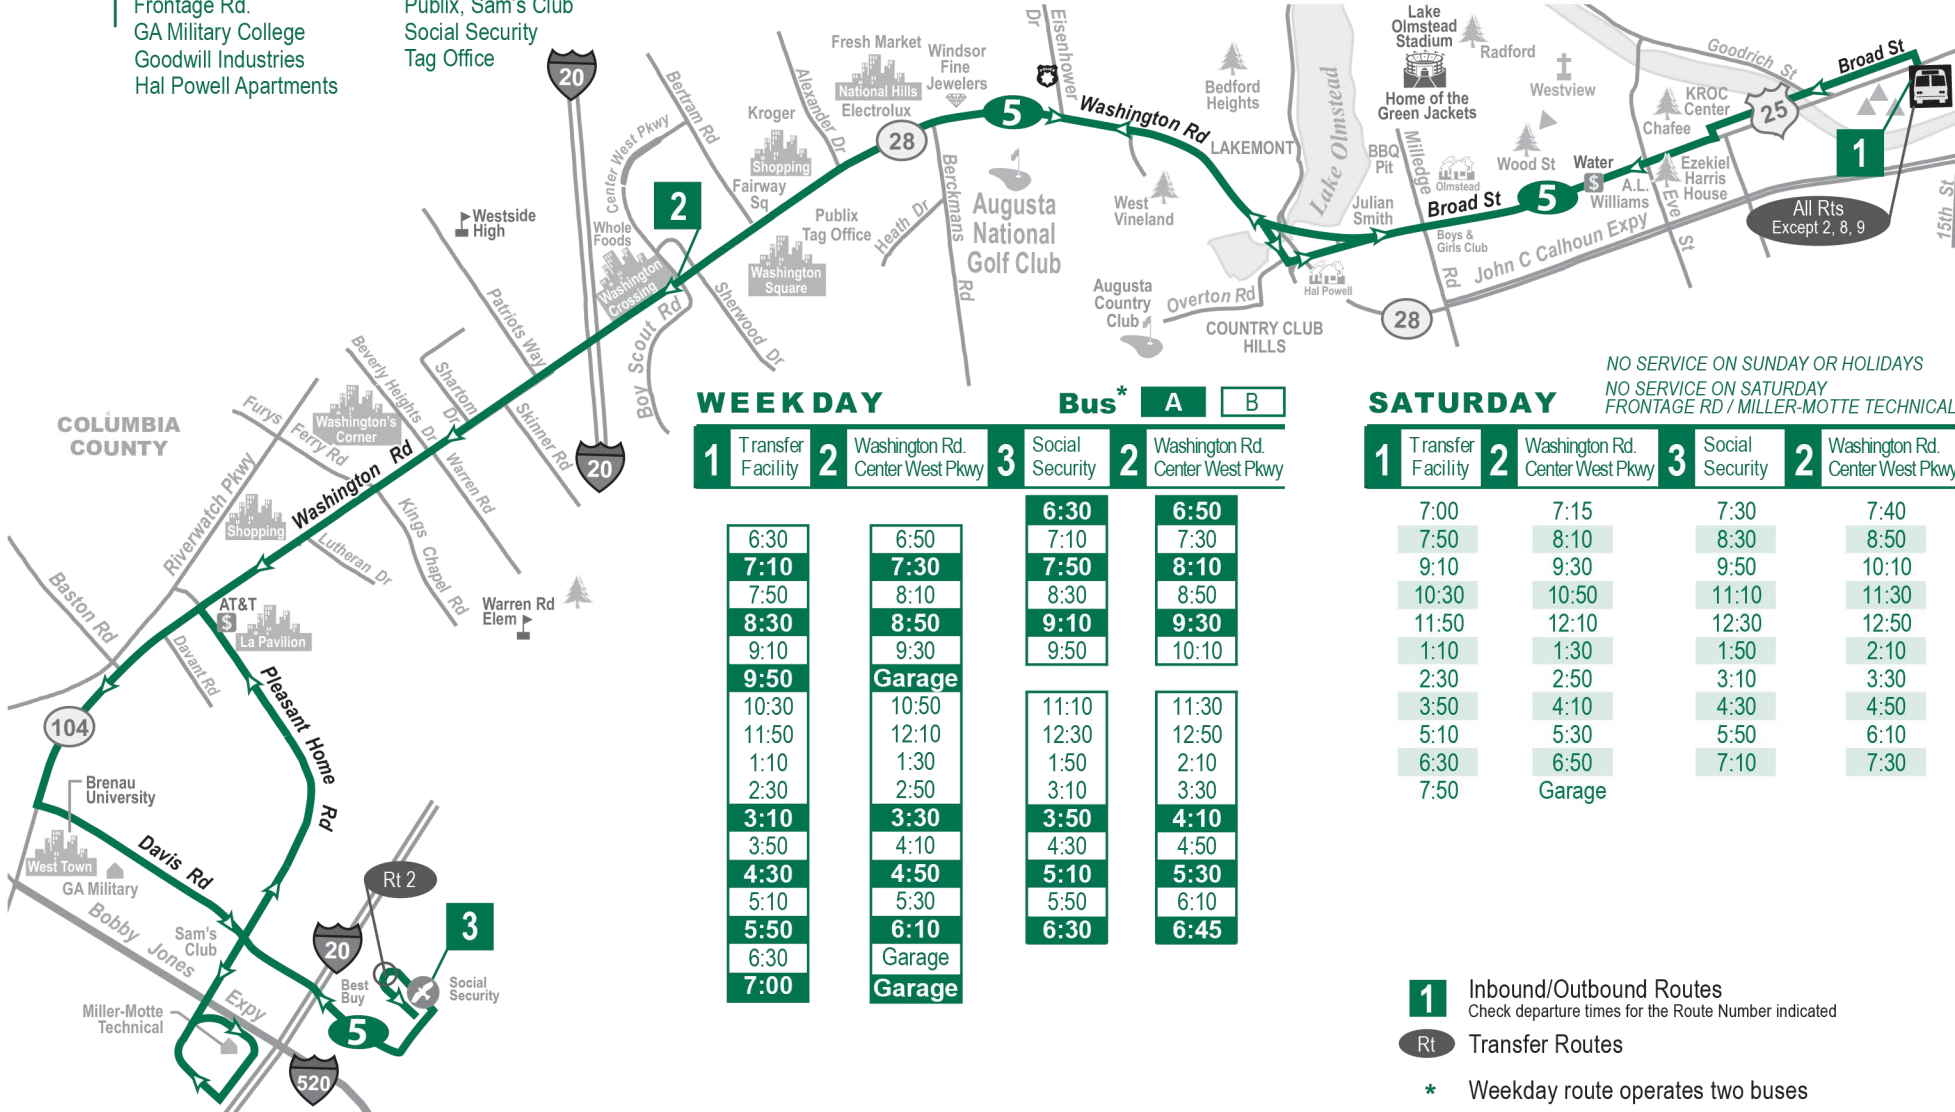 Frontage Rd.
GA Military College
Goodwill Industries
Hal Powell Apartments
Publix, Sam's Club
Social Security
Tag Office
20
Bertram Rd
Alexander Dr
Fresh Market
National Hills
Electrolux
Windsor
Fine
Jewelers
Eisenhower
Dr
5
Washington Rd
Bedford
Heights
Lake Olmstead
Lake
Olmstead
Stadium
Home of the
Green Jackets
Radford
Westview
Goodrich St
Broad St
25
KROC
Center
Chafee
1
All Rts
Except 2, 8, 9
15th St
Center West Pkwy
Kroger
Shopping
28
Fairway
Sq
Publix
Tag Office
Heath Dr
Berckmans
Rd
Augusta
National
Golf Club
West
Vineland
LAKEMONT
BBQ
Pit
Milledge
Rd
Julian
Smith
Olmstead
Wood St
Water
$
A.L.
Williams
Ezekiel
Harris
House
Eve
St
Broad St
5
Boys &
Girls Club
John C Calhoun Expy
Hal Powell
28
Augusta
Country
Club
Overton Rd
COUNTRY CLUB
HILLS
2
Westside
High
Whole
Foods
Washington
Crossing
Washington
Square
Sherwood Dr
Boy Scout Rd
Patriots Way
Skinner Rd
20
Beverly Heights Dr
Shartom
Dr
Warren Rd
Washington's
Corner
Furys
Ferry Rd
COLUMBIA
COUNTY
Washington Rd
Riverwatch Pkwy
Shopping
Lutheran Dr
Kings Chapel Rd
Warren Rd
Elem
Baston Rd
AT&T
$
La Pavilion
Davant Rd
Pleasant Home Rd
104
Brenau
University
West Town
GA Military
Davis Rd
Bobby Jones
Expy
Sam's
Club
Miller-Motte
Technical
Rt 2
20
3
Best
Buy
Social
Security
5
520
WEEKDAY
Bus* A B
1 Transfer Facility 2 Washington Rd. Center West Pkwy 3 Social Security 2 Washington Rd. Center West Pkwy
6:30 6:50
6:30 6:50 7:10 7:30
7:10 7:30 7:50 8:10
7:50 8:10 8:30 8:50
8:30 8:50 9:10 9:30
9:10 9:30 9:50 10:10
9:50 Garage
10:30 10:50 11:10 11:30
11:50 12:10 12:30 12:50
1:10 1:30 1:50 2:10
2:30 2:50 3:10 3:30
3:10 3:30 3:50 4:10
3:50 4:10 4:30 4:50
4:30 4:50 5:10 5:30
5:10 5:30 5:50 6:10
5:50 6:10 6:30 6:45
6:30 Garage
7:00 Garage
NO SERVICE ON SUNDAY OR HOLIDAYS
NO SERVICE ON SATURDAY
FRONTAGE RD / MILLER-MOTTE TECHNICAL
SATURDAY
1 Transfer Facility 2 Washington Rd. Center West Pkwy 3 Social Security 2 Washington Rd. Center West Pkwy
7:00 7:15 7:30 7:40
7:50 8:10 8:30 8:50
9:10 9:30 9:50 10:10
10:30 10:50 11:10 11:30
11:50 12:10 12:30 12:50
1:10 1:30 1:50 2:10
2:30 2:50 3:10 3:30
3:50 4:10 4:30 4:50
5:10 5:30 5:50 6:10
6:30 6:50 7:10 7:30
7:50 Garage
1 Inbound/Outbound Routes
Check departure times for the Route Number indicated
Rt Transfer Routes
* Weekday route operates two buses